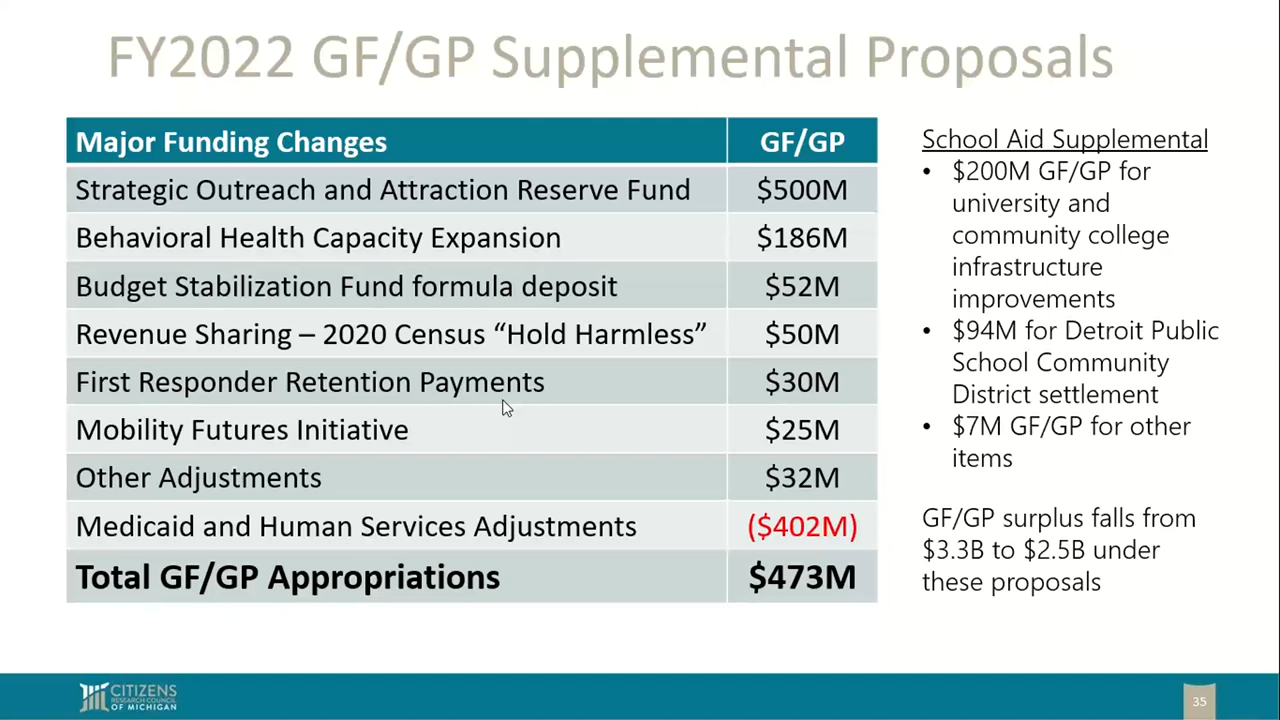 FY2022 GF/GP Supplemental Proposals
Major Funding Changes GF/GP
Strategic Outreach and Attraction Reserve Fund $500M
Behavioral Health Capacity Expansion $186M
Budget Stabilization Fund formula deposit $52M
Revenue Sharing – 2020 Census “Hold Harmless” $50M
First Responder Retention Payments $30M
Mobility Futures Initiative $25M
Other Adjustments $32M
Medicaid and Human Services Adjustments ($402M)
Total GF/GP Appropriations $473M
School Aid Supplemental
• $200M GF/GP for
university and
community college
infrastructure
improvements
• $94M for Detroit Public
School Community
District settlement
• $7M GF/GP for other
items
GF/GP surplus falls from
$3.3B to $2.5B under
these proposals
CITIZENS
RESEARCH COUNCIL
OF MICHIGAN
35